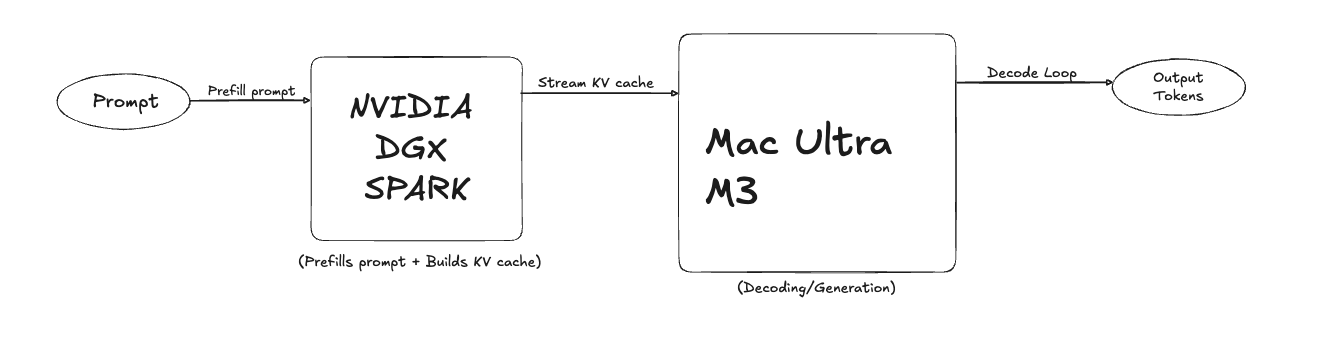 Prompt
Prefill prompt
NVIDIA
DGX
SPARK
(Prefills prompt + Builds KV cache)
Stream KV cache
Mac Ultra
M3
(Decoding/Generation)
Decode Loop
Output
Tokens